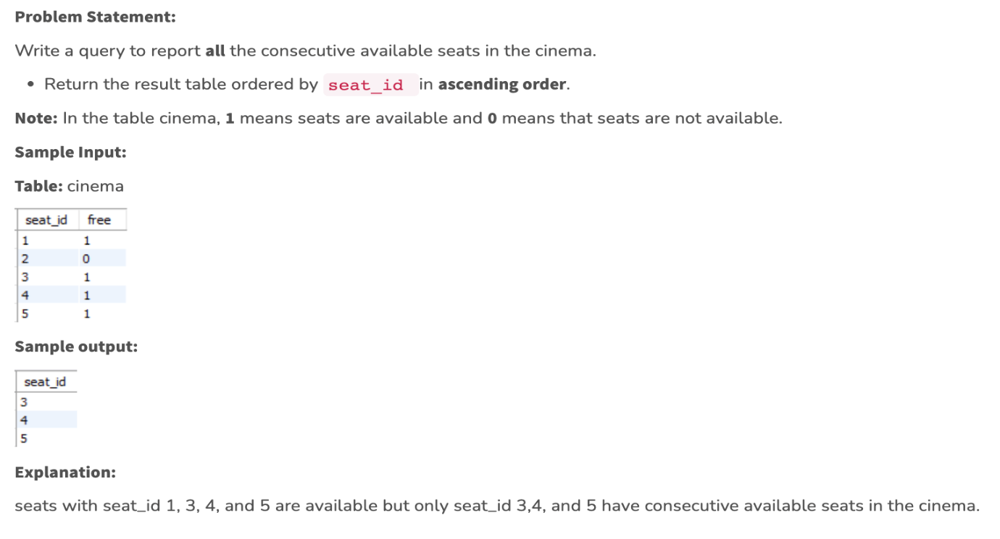 Problem Statement:
Write a query to report all the consecutive available seats in the cinema.
• Return the result table ordered by seat_id in ascending order.
Note: In the table cinema, 1 means seats are available and 0 means that seats are not available.
Sample Input:
Table: cinema
seat_id free
1 1
2 0
3 1
4 1
5 1
Sample output:
seat_id
3
4
5
Explanation:
seats with seat_id 1, 3, 4, and 5 are available but only seat_id 3,4, and 5 have consecutive available seats in the cinema.